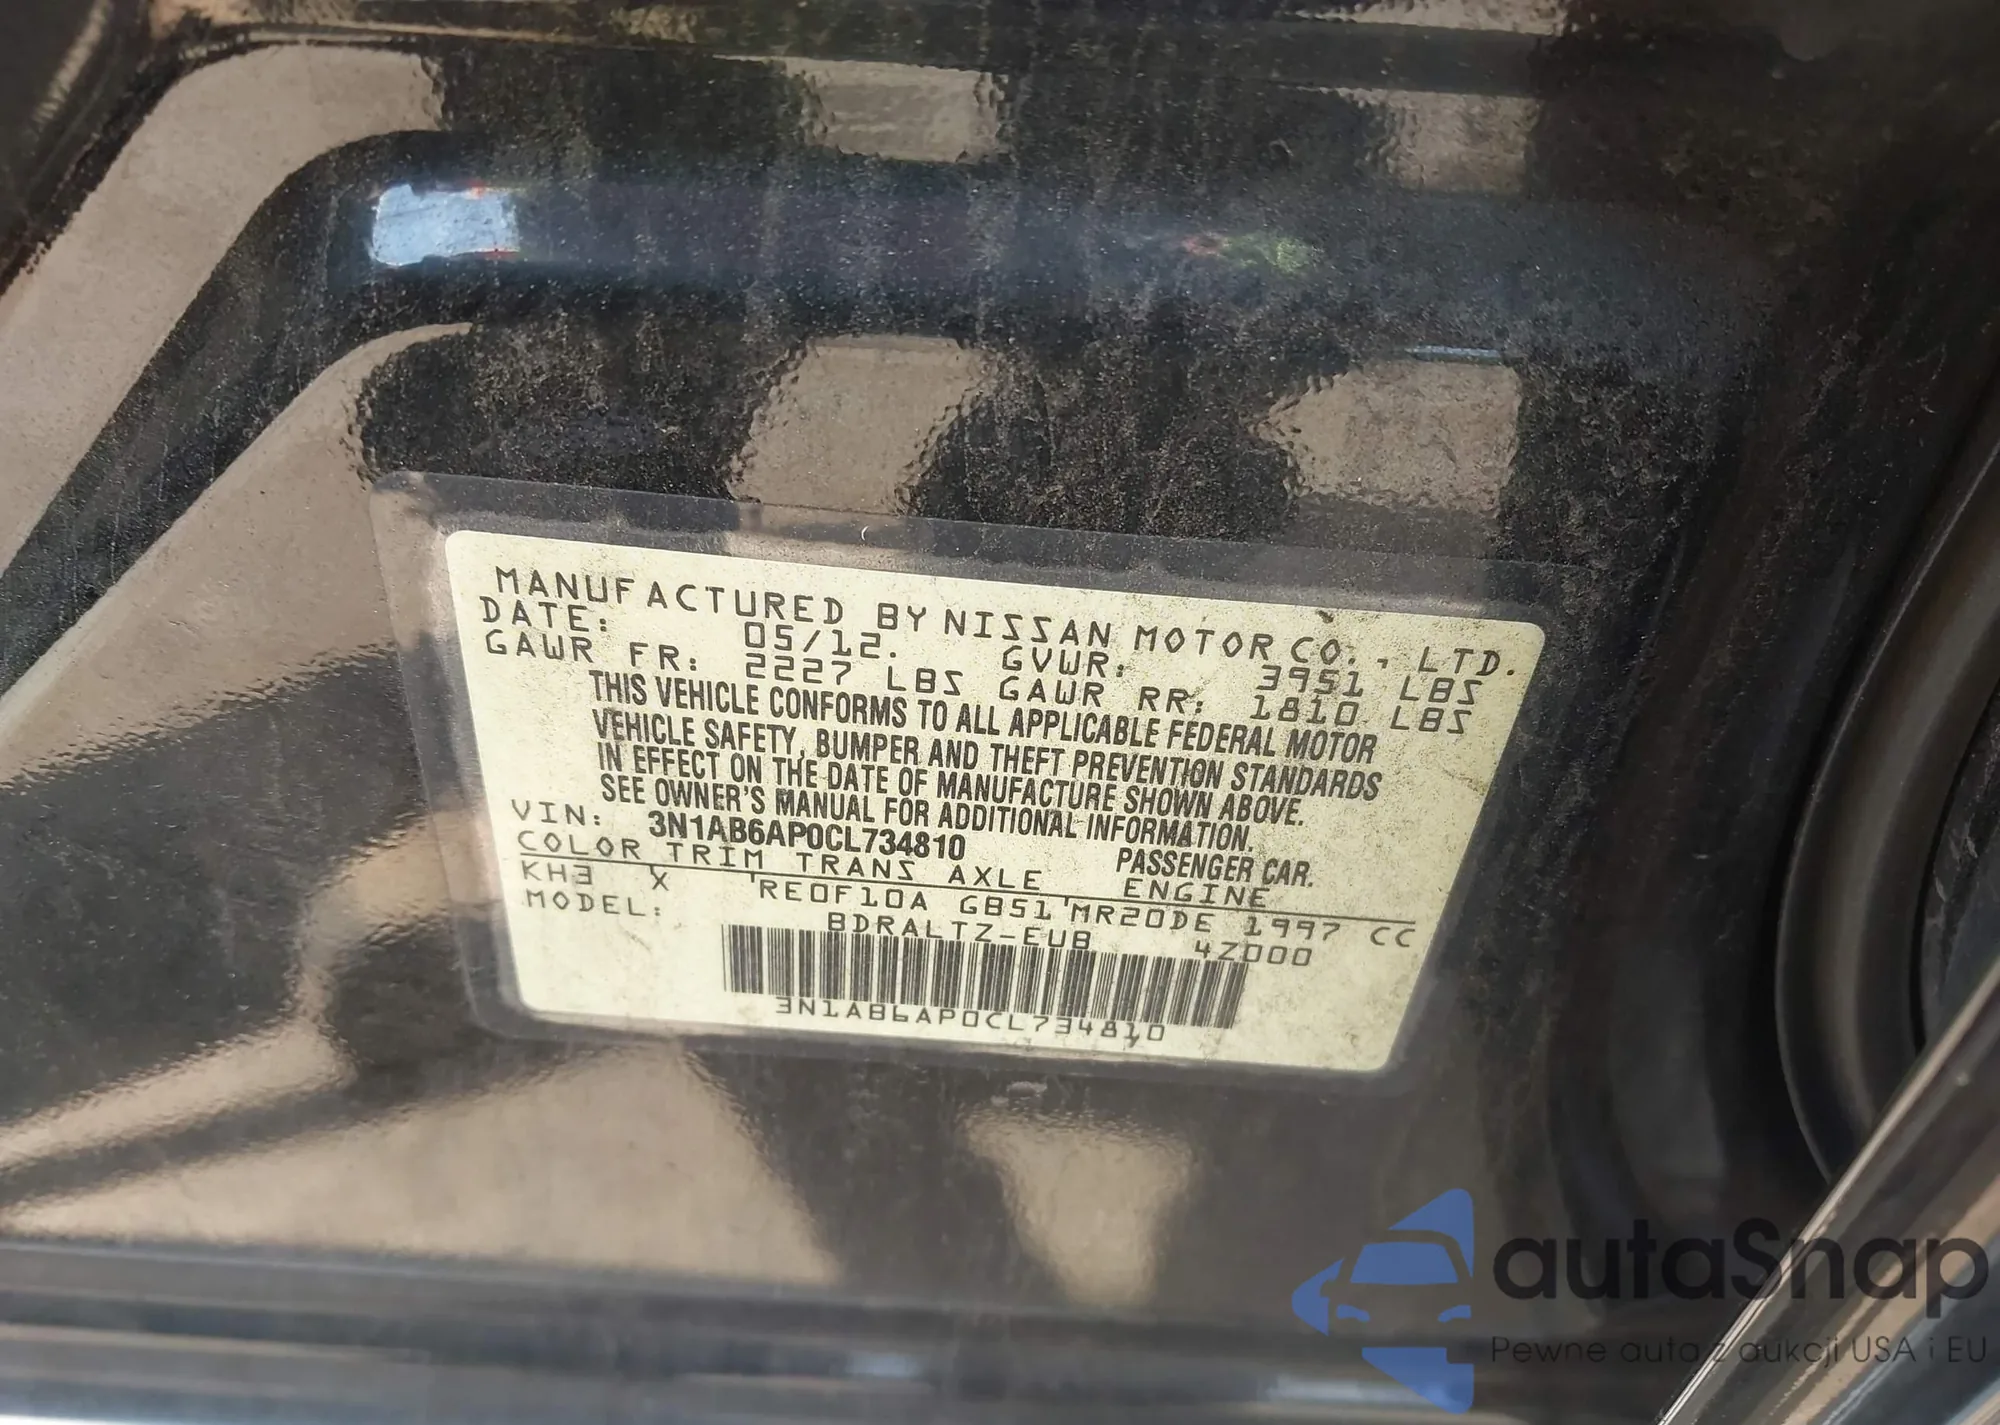 MANUFACTURED BY NISSAN MOTOR CO., LTD.
DATE: 05/12. GVWR: 3951 LBS
GAWR FR: 2227 LBS GAWR RR: 1810 LBS
THIS VEHICLE CONFORMS TO ALL APPLICABLE FEDERAL MOTOR
VEHICLE SAFETY, BUMPER AND THEFT PREVENTION STANDARDS
IN EFFECT ON THE DATE OF MANUFACTURE SHOWN ABOVE.
SEE OWNER'S MANUAL FOR ADDITIONAL INFORMATION.
VIN: 3N1AB6AP0CL734810 PASSENGER CAR.
COLOR TRIM TRANS AXLE ENGINE
KH3 X 'RE0F10A GB51'MR20DE 1997 CC
MODEL: BDRALTZ-EUB 4Z000
3N1AB6AP0CL734810
autaSnap
Pewne auta z aukcji USA i EU